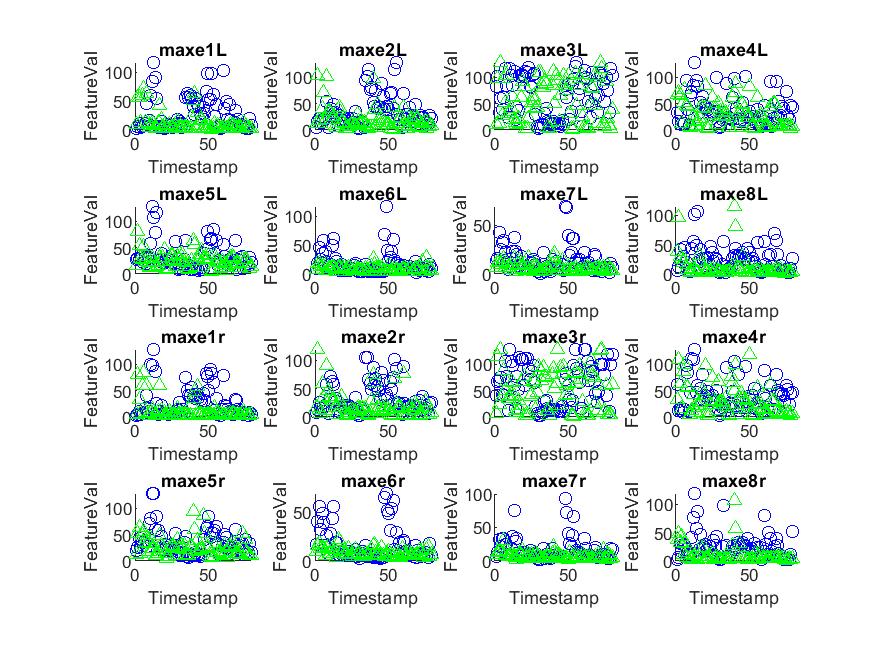 maxe1L
maxe2L
maxe3L
maxe4L
FeatureVal
100
50
0
0
50
Timestamp
FeatureVal
100
50
0
0
50
Timestamp
FeatureVal
100
50
0
0
50
Timestamp
FeatureVal
100
50
0
0
50
Timestamp
maxe5L
maxe6L
maxe7L
maxe8L
FeatureVal
100
50
0
0
50
Timestamp
FeatureVal
100
50
0
0
50
Timestamp
FeatureVal
50
0
0
50
Timestamp
FeatureVal
100
50
0
0
50
Timestamp
maxe1r
maxe2r
maxe3r
maxe4r
FeatureVal
100
50
0
0
50
Timestamp
FeatureVal
100
50
0
0
50
Timestamp
FeatureVal
100
50
0
0
50
Timestamp
FeatureVal
100
50
0
0
50
Timestamp
maxe5r
maxe6r
maxe7r
maxe8r
FeatureVal
100
50
0
0
50
Timestamp
FeatureVal
50
0
0
50
Timestamp
FeatureVal
100
50
0
0
50
Timestamp
FeatureVal
100
50
0
0
50
Timestamp